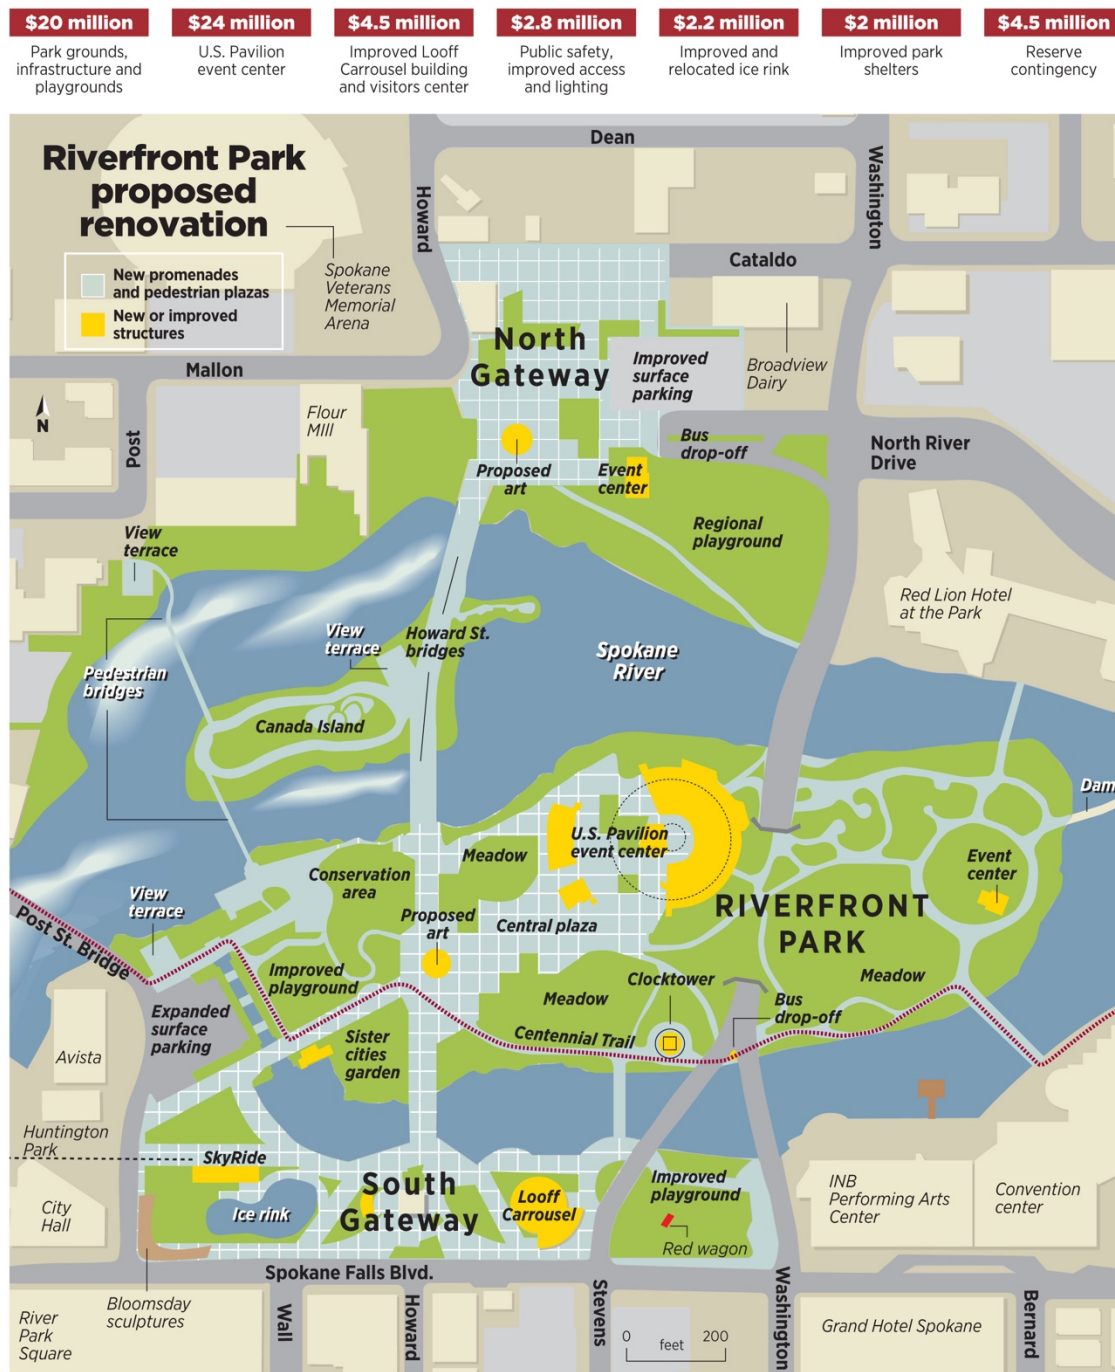 $20 million
Park grounds,
infrastructure and
playgrounds
$24 million
U.S. Pavilion
event center
$4.5 million
Improved Looff
Carrousel building
and visitors center
$2.8 million
Public safety,
improved access
and lighting
$2.2 million
Improved and
relocated ice rink
$2 million
Improved park
shelters
$4.5 million
Reserve
contingency
Riverfront Park
proposed
renovation
New promenades
and pedestrian plazas
New or improved
structures
Spokane
Veterans
Memorial
Arena
Dean
Howard
Washington
Cataldo
North
Gateway
Improved
surface
parking
Broadview
Dairy
Mallon
N
Post
Flour
Mill
Proposed
art
Event
center
Bus
drop-off
North River
Drive
Regional
playground
View
terrace
Red Lion Hotel
at the Park
View
terrace
Howard St.
bridges
Spokane
River
Pedestrian
bridges
Canada Island
Dam
U.S. Pavilion
event center
Meadow
Conservation
area
Event
center
View
terrace
Proposed
art
Central plaza
RIVERFRONT
PARK
Post St. Bridge
Improved
playground
Clocktower
Meadow
Meadow
Bus
drop-off
Expanded
surface
parking
Centennial Trail
Sister
cities
garden
Avista
Huntington
Park
SkyRide
City
Hall
Ice rink
South
Gateway
Looff
Carrousel
Improved
playground
Red wagon
INB
Performing Arts
Center
Convention
center
Spokane Falls Blvd.
Bloomsday
sculptures
River
Park
Square
Wall
Howard
Stevens
0 200
feet
Washington
Grand Hotel Spokane
Bernard